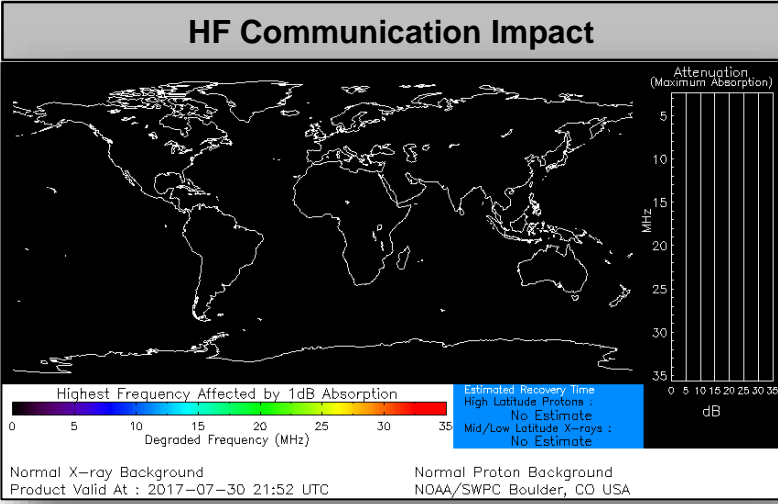 HF Communication Impact
Attenuation
(Maximum Absorption)
5
10
15
20
25
30
35
MHz
0 5 10 15 20 25 30 35
dB
Highest Frequency Affected by 1dB Absorption
0 5 10 15 20 25 30 35
Degraded Frequency (MHz)
Estimated Recovery Time
High Latitude Protons :
No Estimate
Mid/Low Latitude X-rays :
No Estimate
Normal X-ray Background
Product Valid At : 2017-07-30 21:52 UTC
Normal Proton Background
NOAA/SWPC Boulder, CO USA